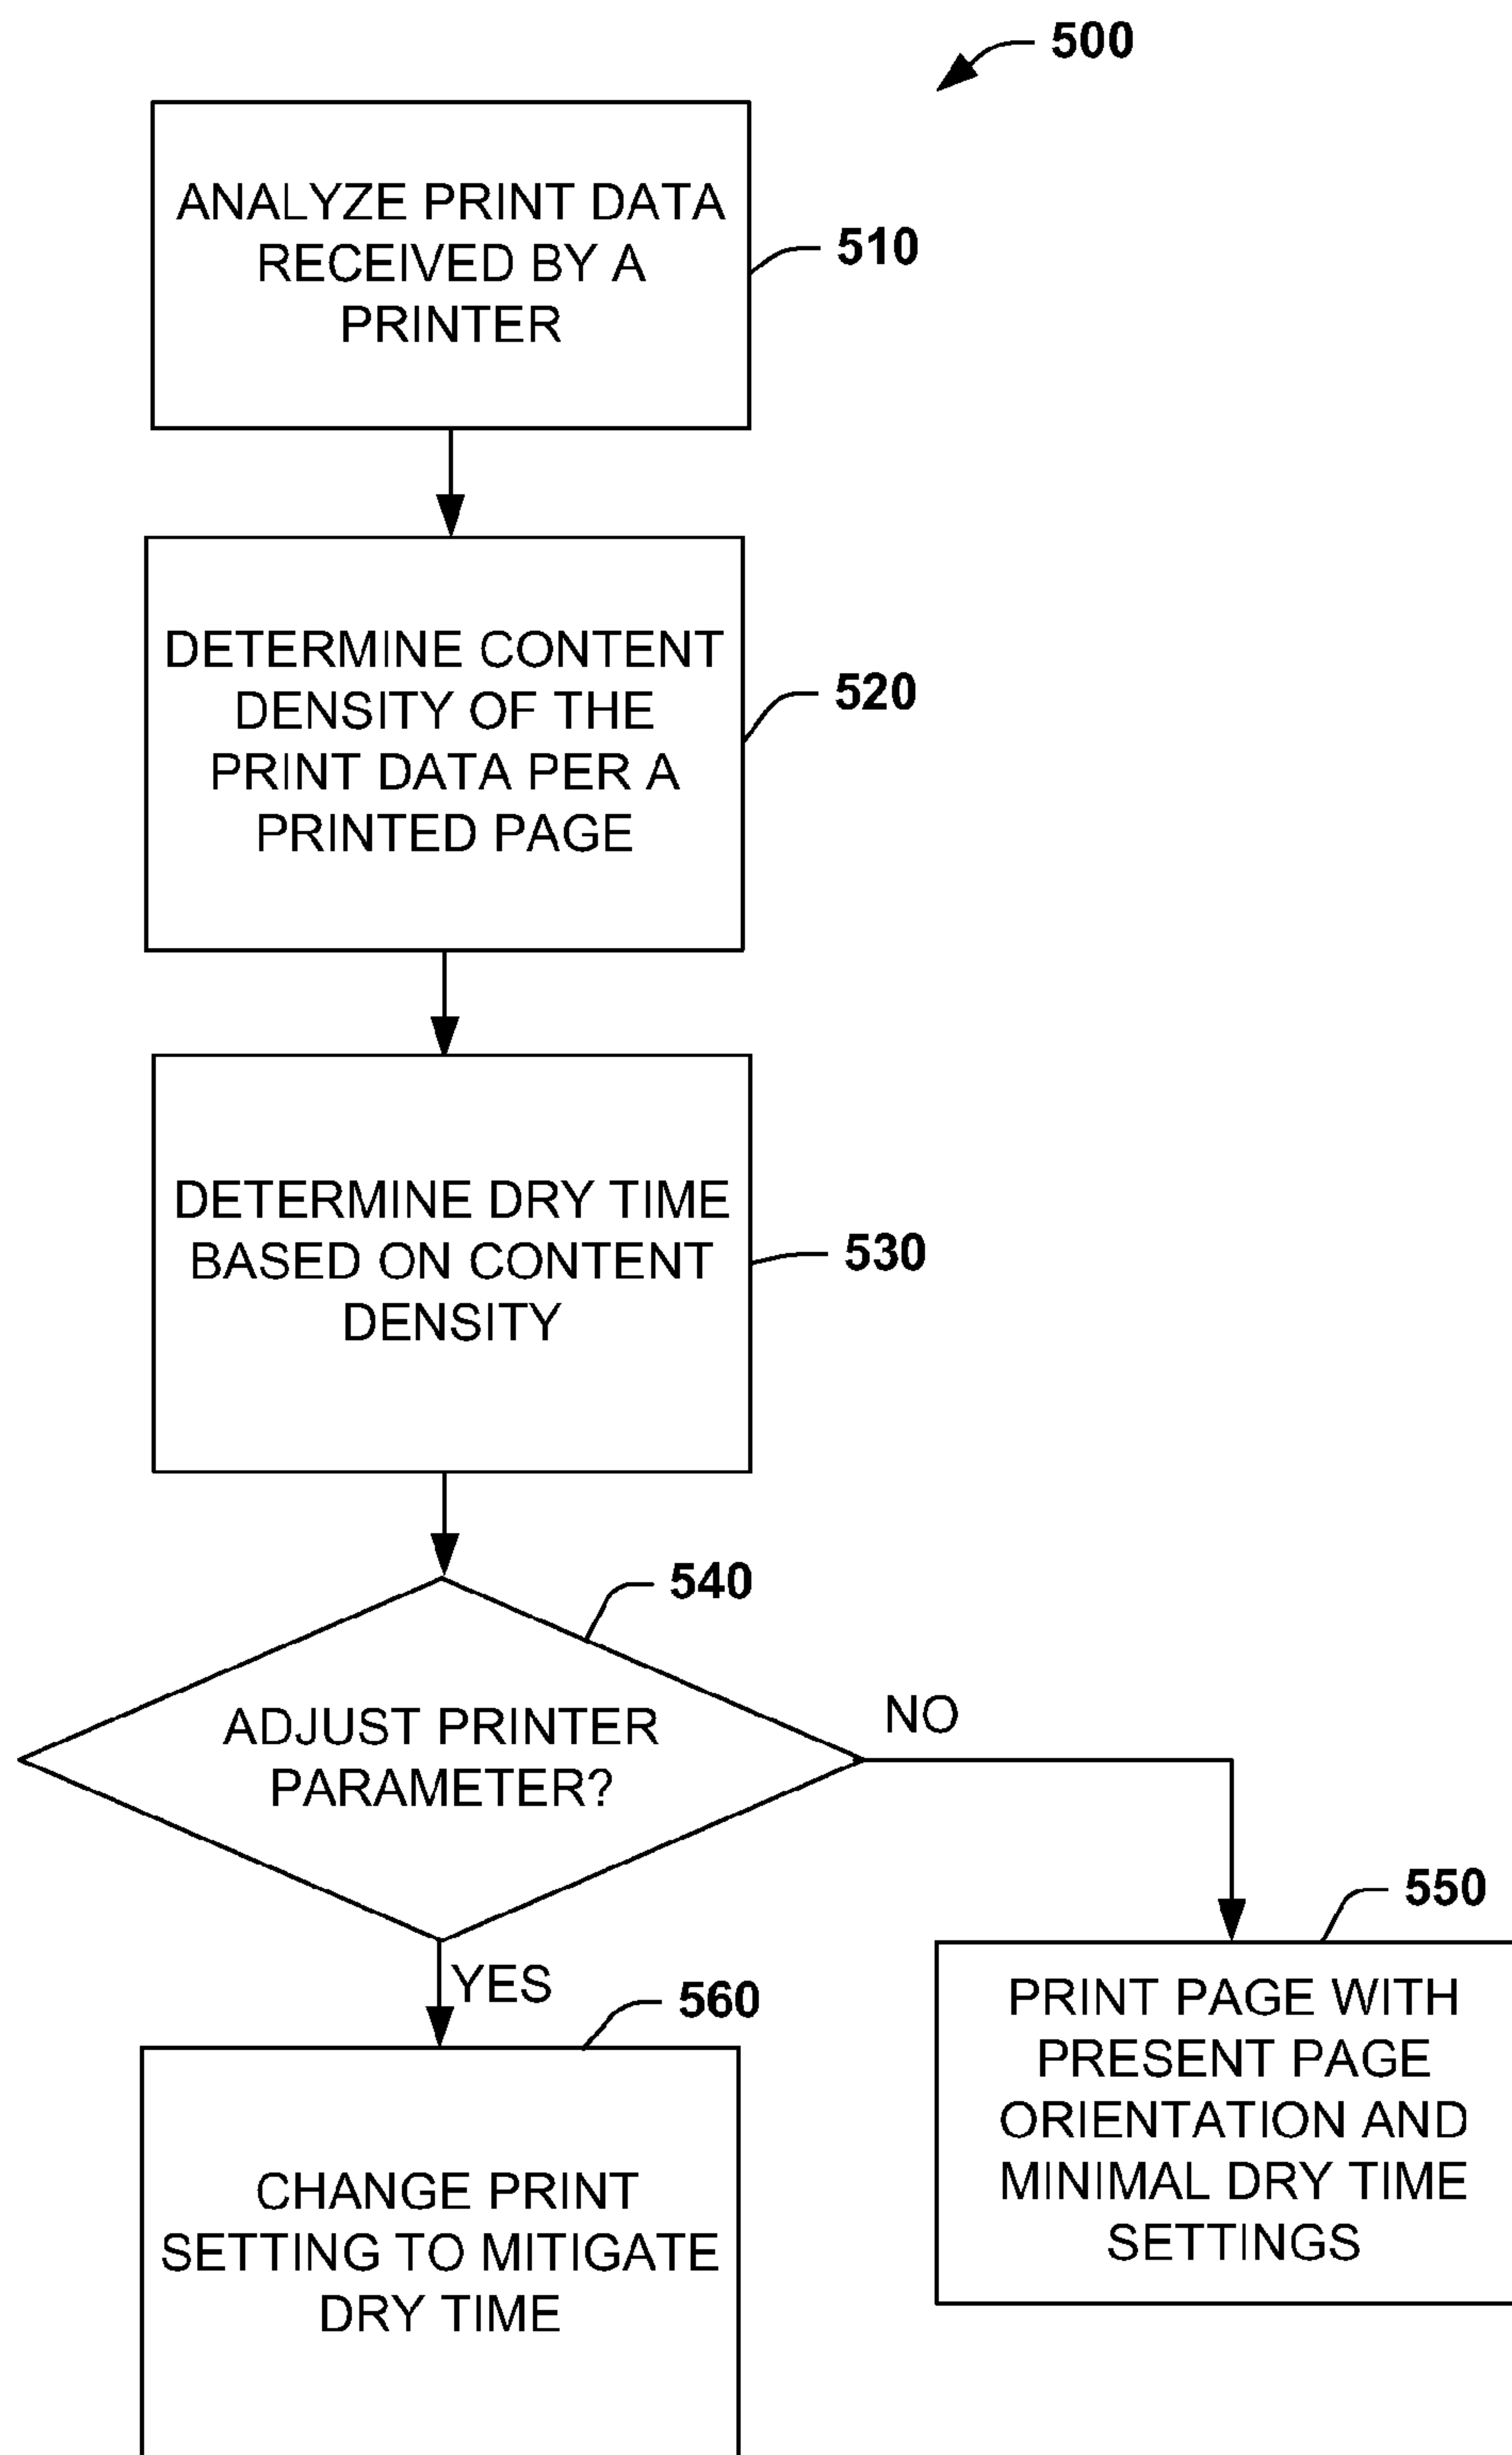 500
ANALYZE PRINT DATA
RECEIVED BY A
PRINTER
510
DETERMINE CONTENT
DENSITY OF THE
PRINT DATA PER A
PRINTED PAGE
520
DETERMINE DRY TIME
BASED ON CONTENT
DENSITY
530
540
ADJUST PRINTER
PARAMETER?
NO
YES
550
PRINT PAGE WITH
PRESENT PAGE
ORIENTATION AND
MINIMAL DRY TIME
SETTINGS
560
CHANGE PRINT
SETTING TO MITIGATE
DRY TIME